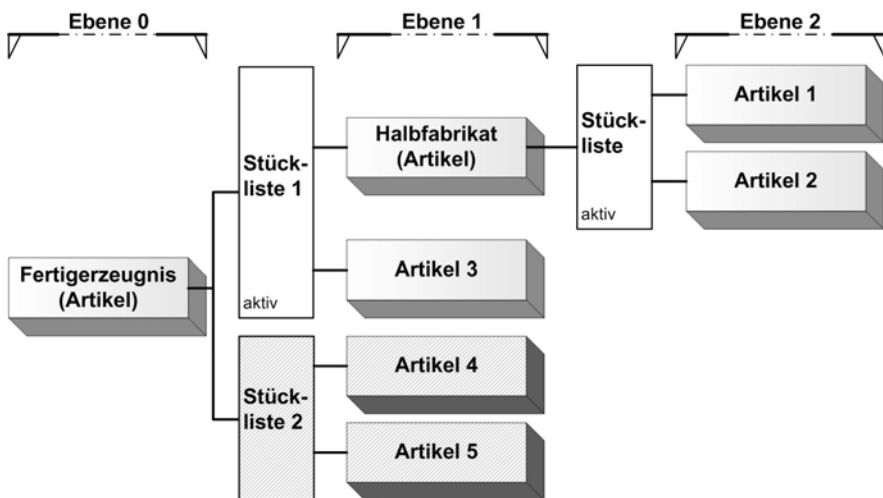 Ebene 0
Ebene 1
Ebene 2
Fertigerzeugnis
(Artikel)
Stück-
liste 1
aktiv
Halbfabrikat
(Artikel)
Artikel 3
Stück-
liste
aktiv
Artikel 1
Artikel 2
Stück-
liste 2
Artikel 4
Artikel 5